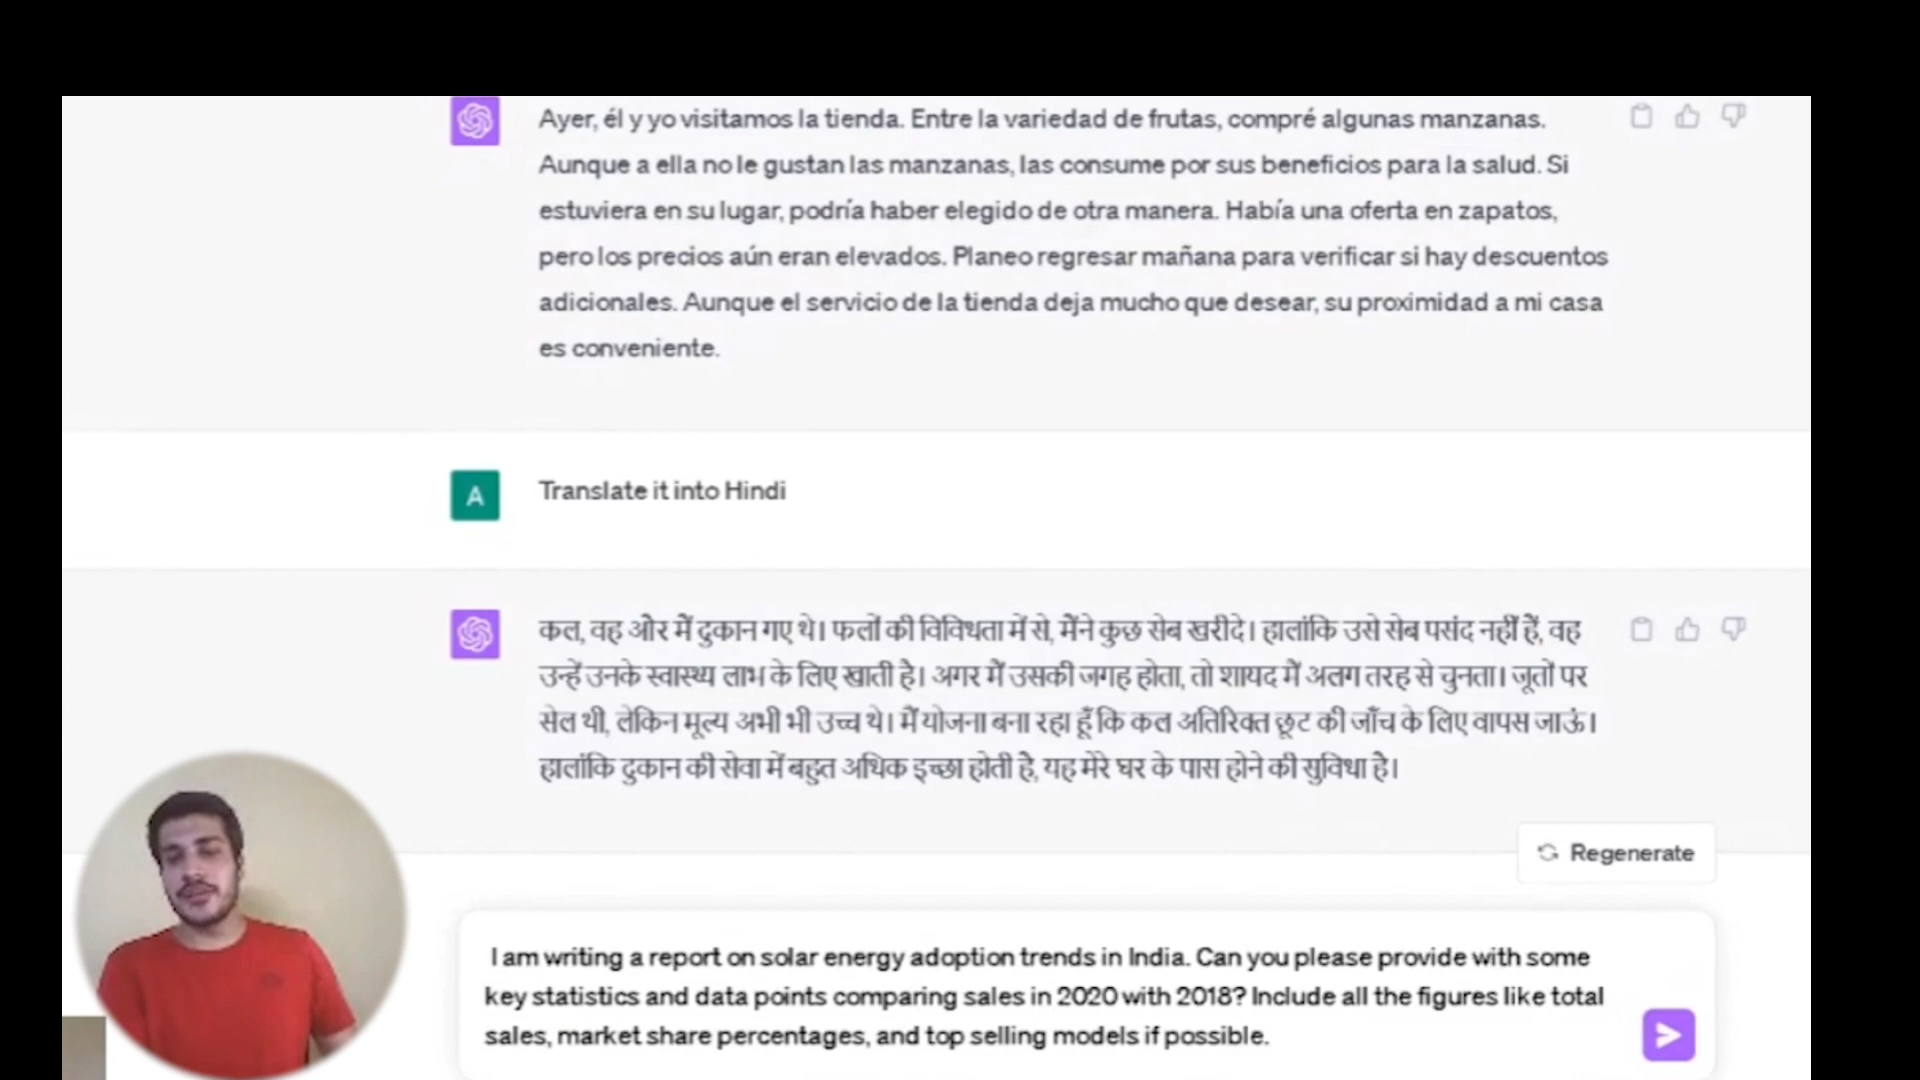 Ayer, él y yo visitamos la tienda. Entre la variedad de frutas, compré algunas manzanas.
Aunque a ella no le gustan las manzanas, las consume por sus beneficios para la salud. Si
estuviera en su lugar, podría haber elegido de otra manera. Había una oferta en zapatos,
pero los precios aún eran elevados. Planeo regresar mañana para verificar si hay descuentos
adicionales. Aunque el servicio de la tienda deja mucho que desear, su proximidad a mi casa
es conveniente.
A
Translate it into Hindi
कल, वह और मैं दुकान गए थे। फलों की विविधता में से, मैंने कुछ सेब खरीदे। हालांकि उसे सेब पसंद नहीं हैं, वह
उन्हें उनके स्वास्थ्य लाभ के लिए खाती है। अगर मैं उसकी जगह होता, तो शायद मैं अलग तरह से चुनता। जूतों पर
सेल थी, लेकिन मूल्य अभी भी उच्च थे। मैं योजना बना रहा हूँ कि कल अतिरिक्त छूट की जाँच के लिए वापस जाऊं।
हालांकि दुकान की सेवा में बहुत अधिक इच्छा होती है, यह मेरे घर के पास होने की सुविधा है।
Regenerate
I am writing a report on solar energy adoption trends in India. Can you please provide with some
key statistics and data points comparing sales in 2020 with 2018? Include all the figures like total
sales, market share percentages, and top selling models if possible.